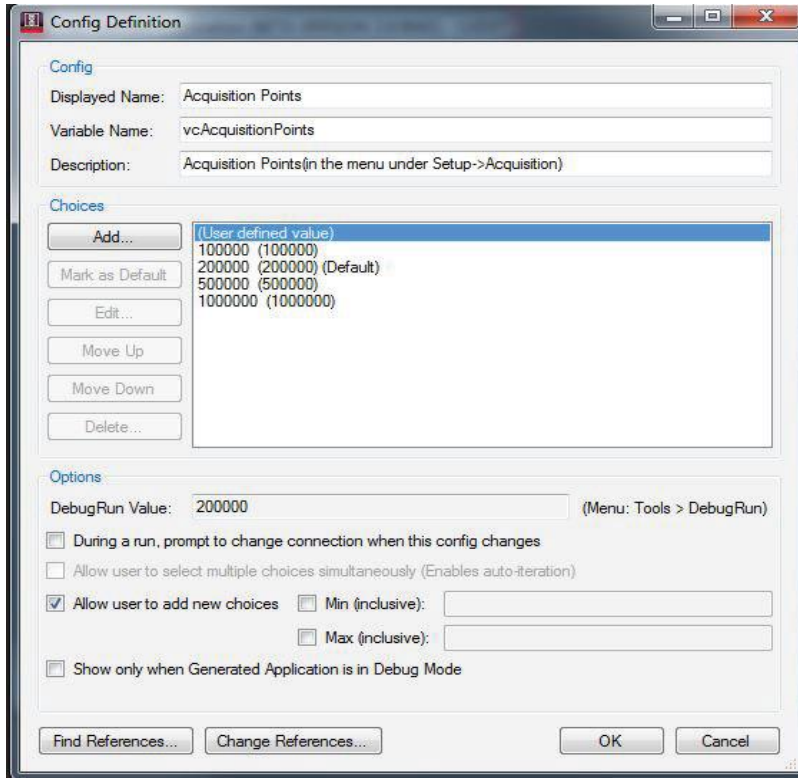 Config Definition
Config
Displayed Name: Acquisition Points
Variable Name: vcAcquisitionPoints
Description: Acquisition Points(in the menu under Setup->Acquisition)
Choices
Add...
Mark as Default
Edit...
Move Up
Move Down
Delete...
(User defined value)
100000 (100000)
200000 (200000) (Default)
500000 (500000)
1000000 (1000000)
Options
DebugRun Value: 200000 (Menu: Tools > DebugRun)
During a run, prompt to change connection when this config changes
Allow user to select multiple choices simultaneously (Enables auto-iteration)
Allow user to add new choices Min (inclusive):
Max (inclusive):
Show only when Generated Application is in Debug Mode
Find References... Change References... OK Cancel